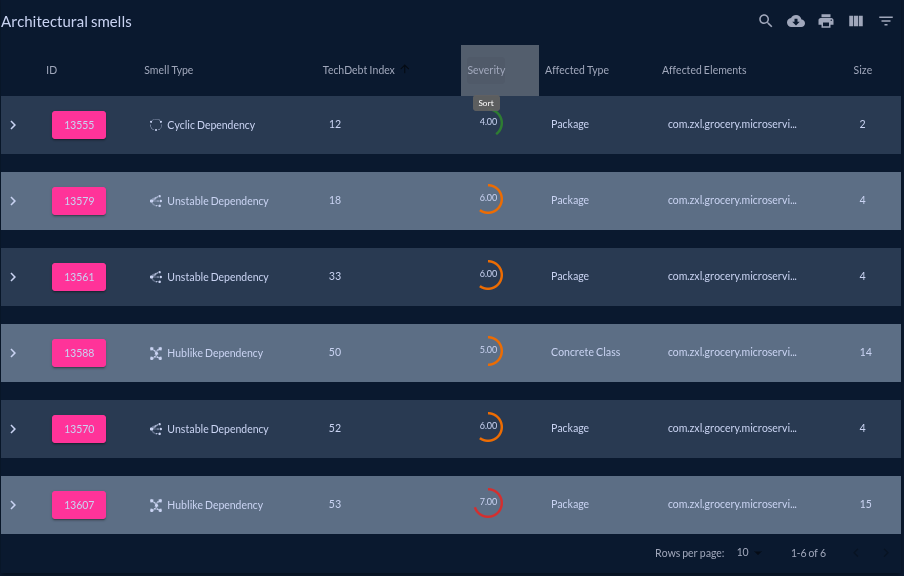 Architectural smells
ID Smell Type TechDebt Index Severity Affected Type Affected Elements Size
Sort
13555 Cyclic Dependency 12 4.00 Package com.zxl.grocery.microservi... 2
13579 Unstable Dependency 18 6.00 Package com.zxl.grocery.microservi... 4
13561 Unstable Dependency 33 6.00 Package com.zxl.grocery.microservi... 4
13588 Hublike Dependency 50 5.00 Concrete Class com.zxl.grocery.microservi... 14
13570 Unstable Dependency 52 6.00 Package com.zxl.grocery.microservi... 4
13607 Hublike Dependency 53 7.00 Package com.zxl.grocery.microservi... 15
Rows per page: 10 1-6 of 6